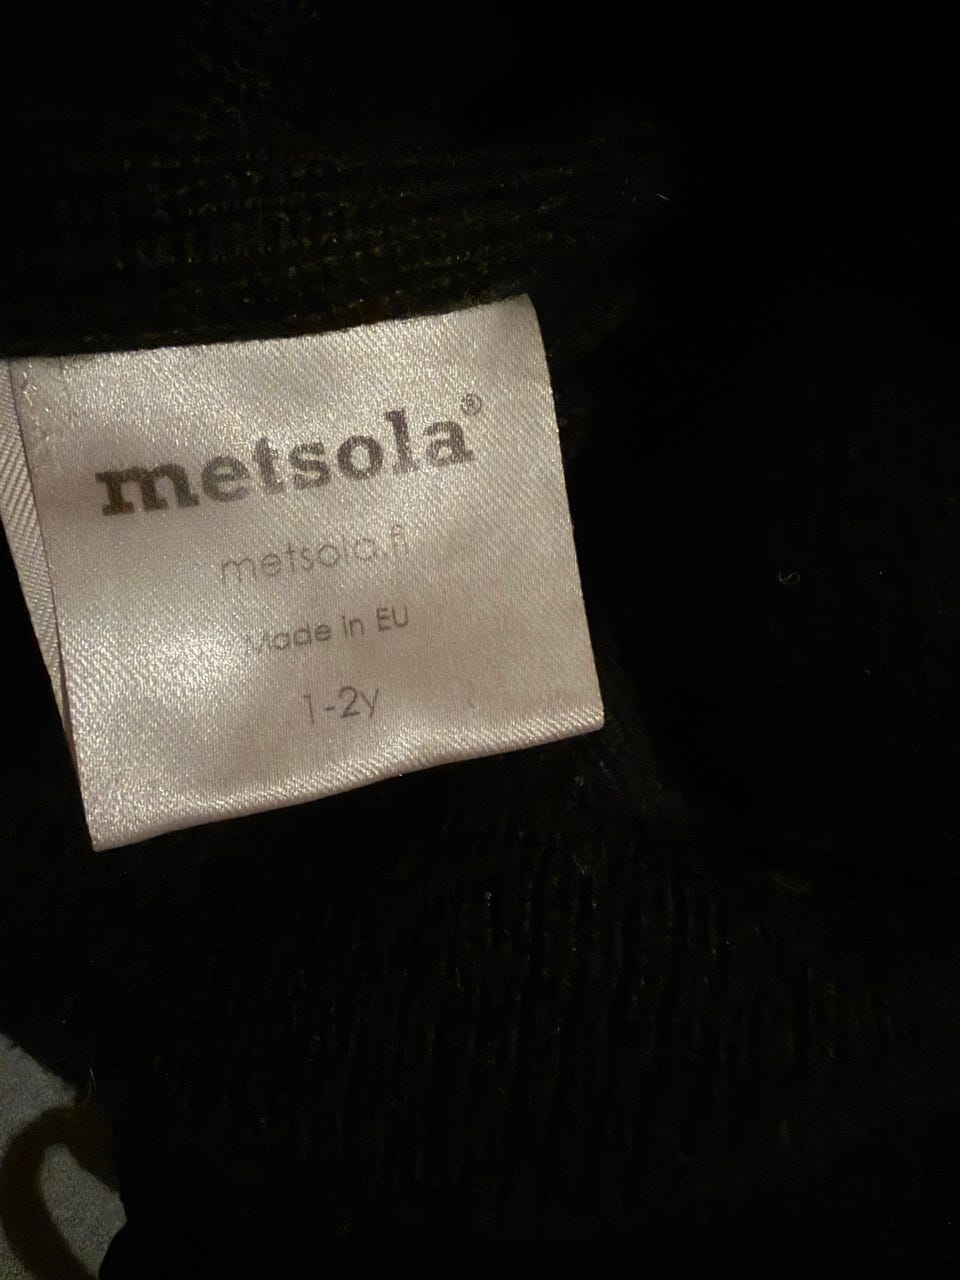 metsola®
metsola.fi
Made in EU
1-2y